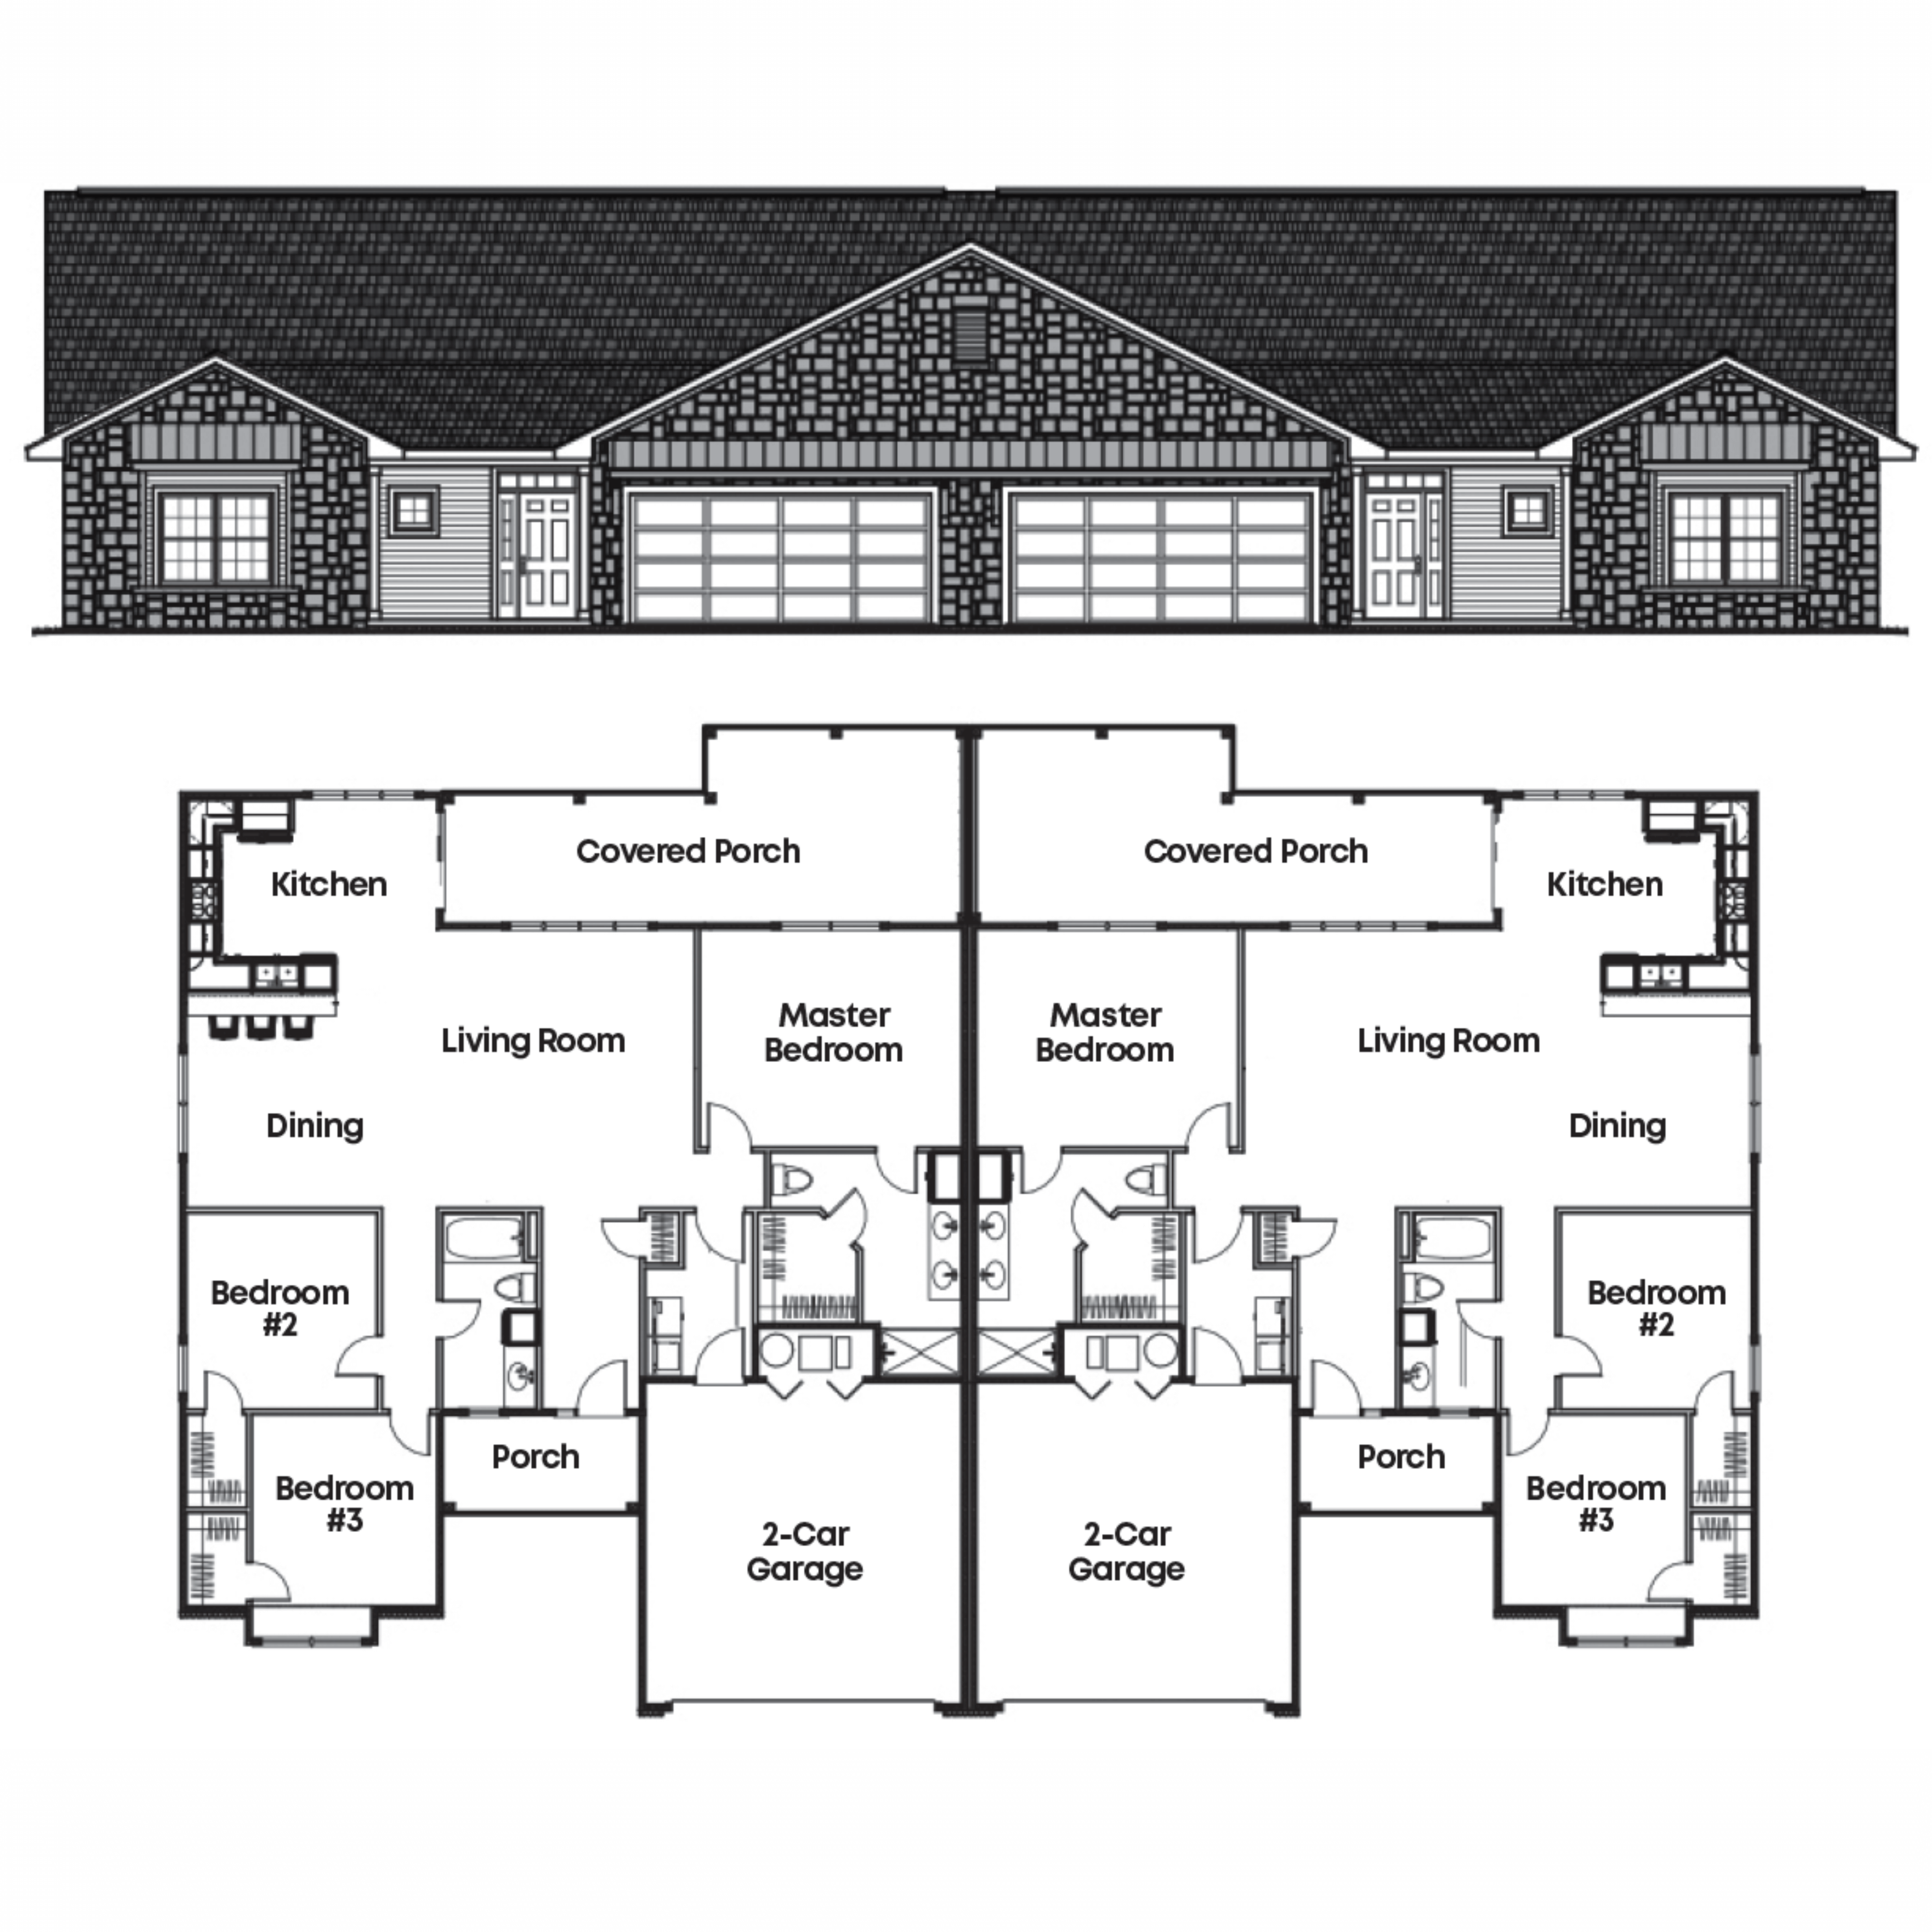 Covered Porch
Covered Porch
Kitchen
Kitchen
Master
Bedroom
Master
Bedroom
Living Room
Living Room
Dining
Dining
Bedroom
#2
Bedroom
#2
Porch
Porch
Bedroom
#3
Bedroom
#3
2-Car
Garage
2-Car
Garage